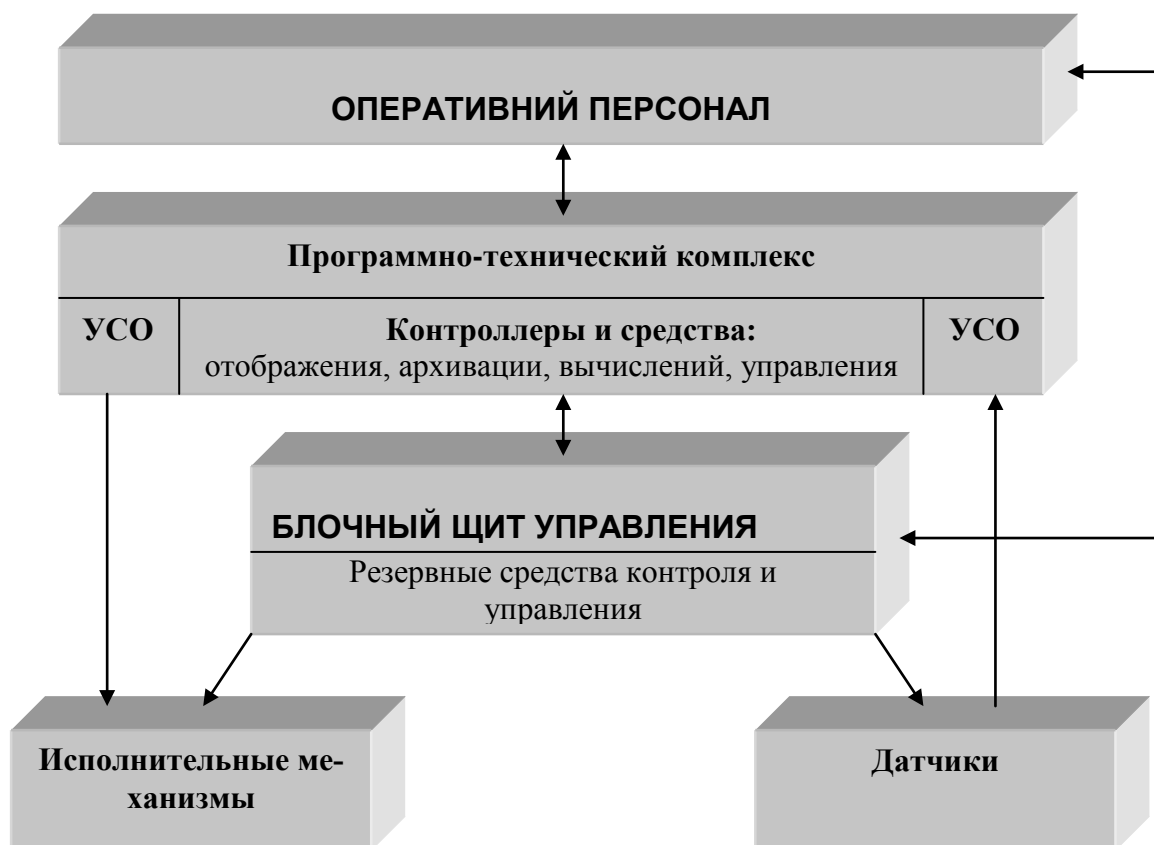 ОПЕРАТИВНИЙ ПЕРСОНАЛ
Программно-технический комплекс
УСО
Контроллеры и средства:
отображения, архивации, вычислений, управления
УСО
БЛОЧНЫЙ ЩИТ УПРАВЛЕНИЯ
Резервные средства контроля и
управления
Исполнительные ме-
ханизмы
Датчики